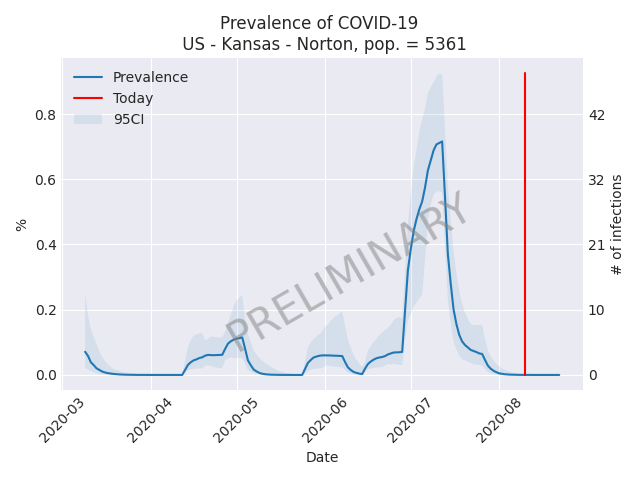 Prevalence of COVID-19
US - Kansas - Norton, pop. = 5361
Prevalence
Today
95CI
PRELIMINARY
%
0.8
0.6
0.4
0.2
0.0
42
32
21
10
0
# of infections
2020-03
2020-04
2020-05
2020-06
2020-07
2020-08
Date